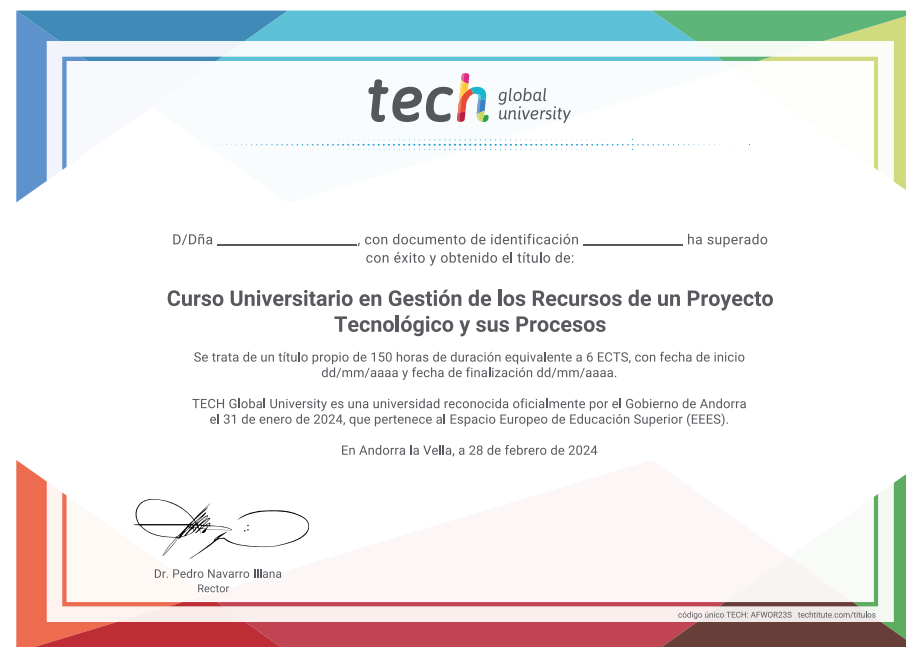 tech global university
D/Dña ________________, con documento de identificación ____________ ha superado
con éxito y obtenido el título de:
Curso Universitario en Gestión de los Recursos de un Proyecto
Tecnológico y sus Procesos
Se trata de un título propio de 150 horas de duración equivalente a 6 ECTS, con fecha de inicio
dd/mm/aaaa y fecha de finalización dd/mm/aaaa.
TECH Global University es una universidad reconocida oficialmente por el Gobierno de Andorra
el 31 de enero de 2024, que pertenece al Espacio Europeo de Educación Superior (EEES).
En Andorra la Vella, a 28 de febrero de 2024
Dr. Pedro Navarro Illana
Rector
código único TECH: AFWOR23S techtitute.com/titulos